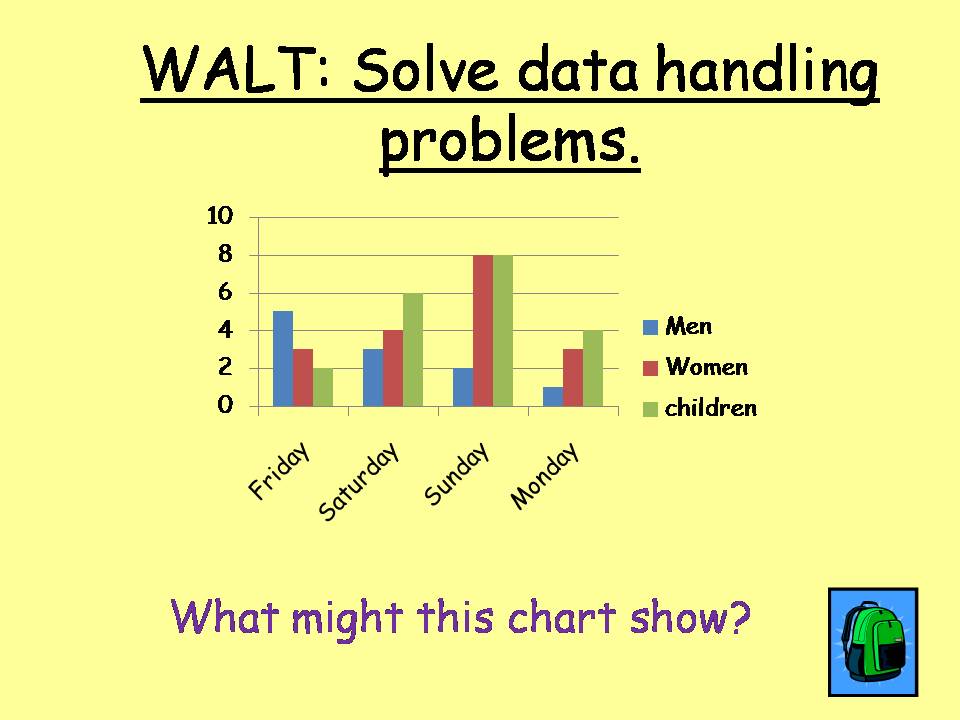 WALT: Solve data handling
problems.
10
8
6
4
2
0
Men
Women
children
Friday
Saturday
Sunday
Monday
What might this chart show?